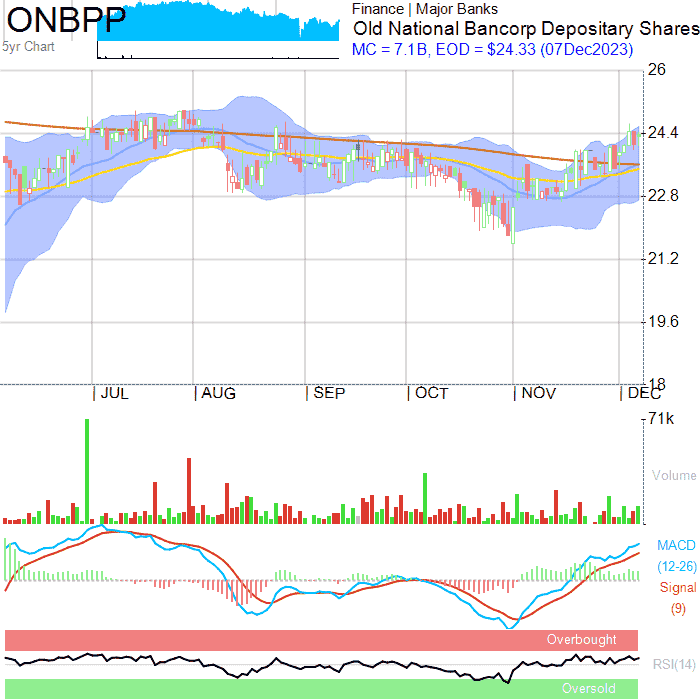 ONBPP
5yr Chart
Finance | Major Banks
Old National Bancorp Depositary Shares
MC = 7.1B, EOD = $24.33 (07Dec2023)
26
24.4
22.8
21.2
19.6
18
JUL AUG SEP OCT NOV DEC
71k
Volume
MACD
(12-26)
Signal
(9)
Overbought
RSI(14)
Oversold